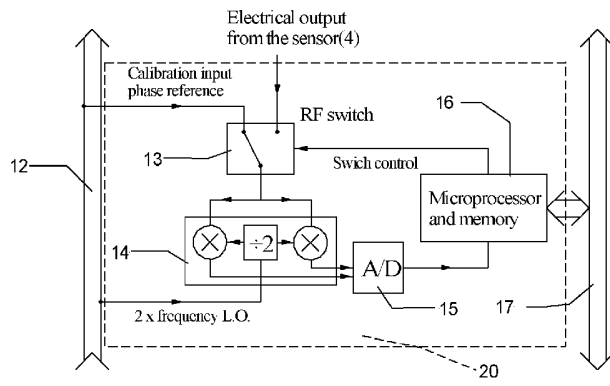 Electrical output
from the sensor(4)
Calibration input
phase reference
RF switch
16
13
Swich control
12
Microprocessor
and memory
14
÷2
A/D
15
17
2 x frequency L.O.
20